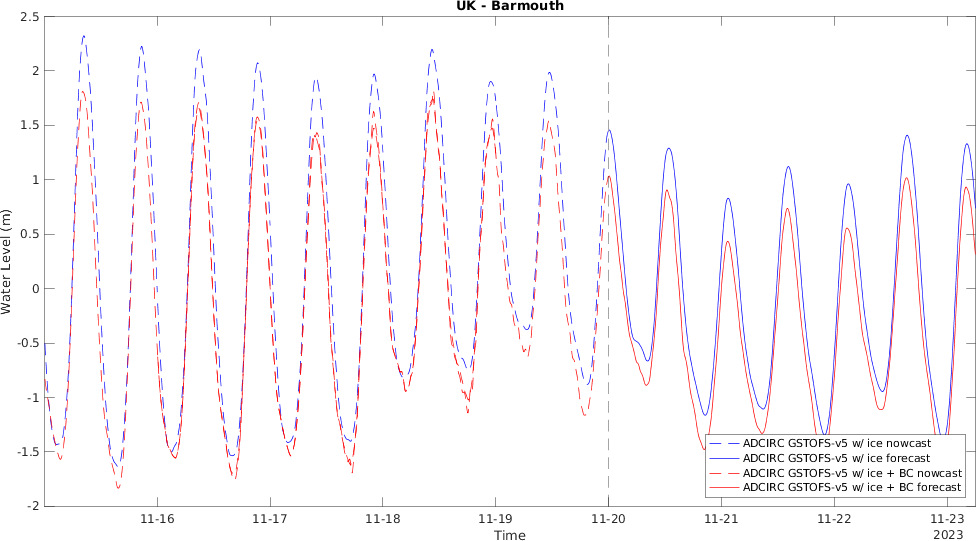 UK - Barmouth
2.5
2
1.5
1
0.5
0
-0.5
-1
-1.5
-2
Water Level (m)
11-16
11-17
11-18
11-19
11-20
11-21
11-22
11-23
2023
Time
ADCIRC GSTOFS-v5 w/ ice nowcast
ADCIRC GSTOFS-v5 w/ ice forecast
ADCIRC GSTOFS-v5 w/ ice + BC nowcast
ADCIRC GSTOFS-v5 w/ ice + BC forecast